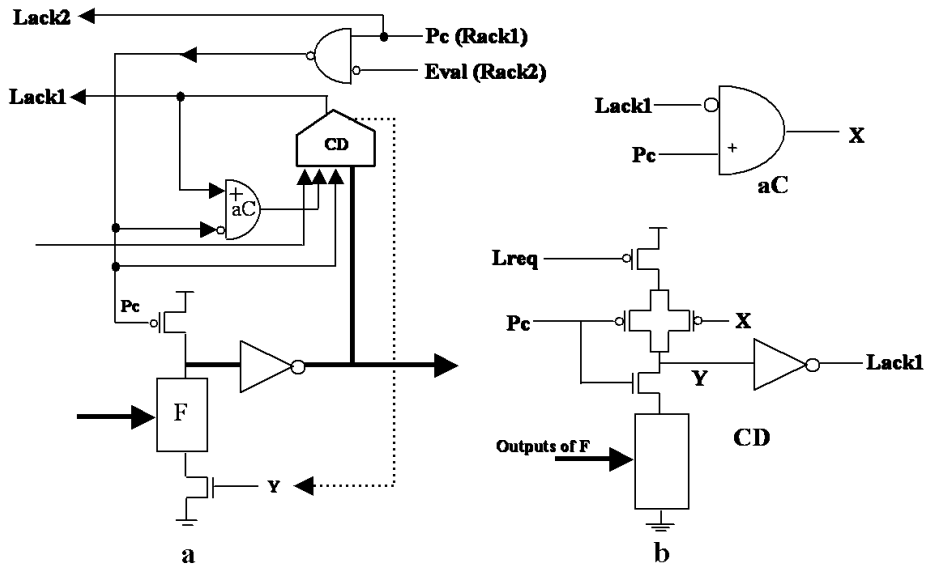 Lack2
Pc (Rack1)
Eval (Rack2)
Lack1
CD
+
aC
Pc
F
Y
a
Lack1
Pc
+
X
aC
Lreq
Pc
X
Y
Lack1
CD
Outputs of F
b